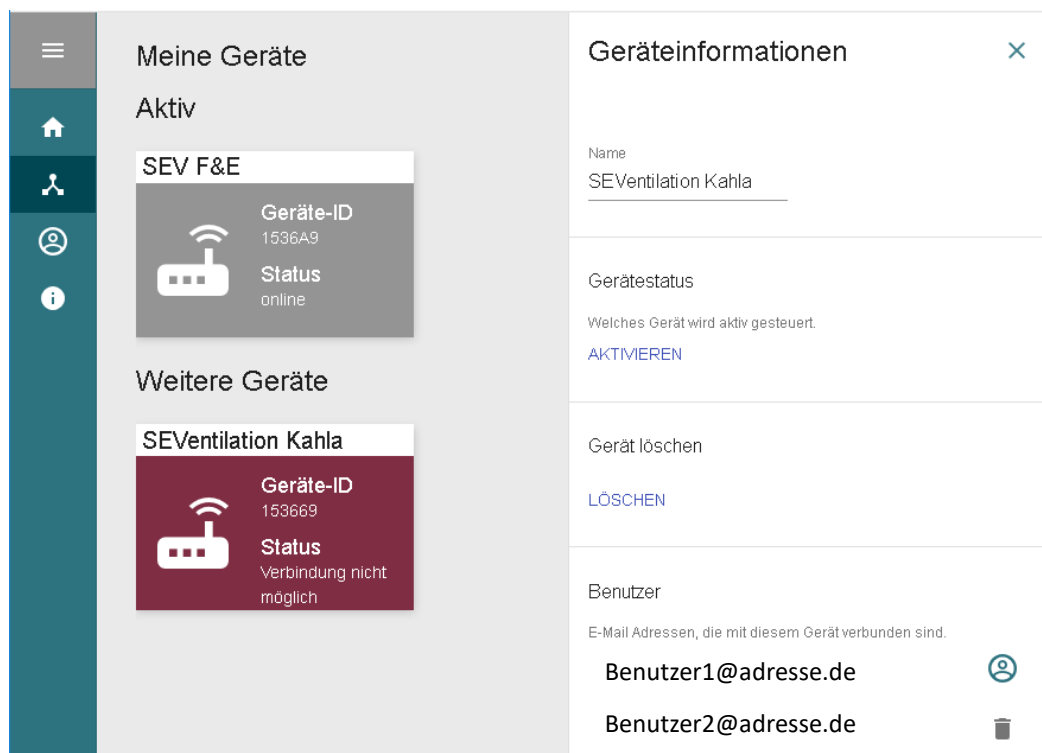 Meine Geräte
Aktiv
SEV F&E
Geräte-ID
1536A9
Status
online
Weitere Geräte
SEVentilation Kahla
Geräte-ID
153669
Status
Verbindung nicht
möglich
Geräteinformationen
Name
SEVentilation Kahla
Gerätestatus
Welches Gerät wird aktiv gesteuert.
AKTIVIEREN
Gerät löschen
LÖSCHEN
Benutzer
E-Mail Adressen, die mit diesem Gerät verbunden sind.
Benutzer1@adresse.de
Benutzer2@adresse.de